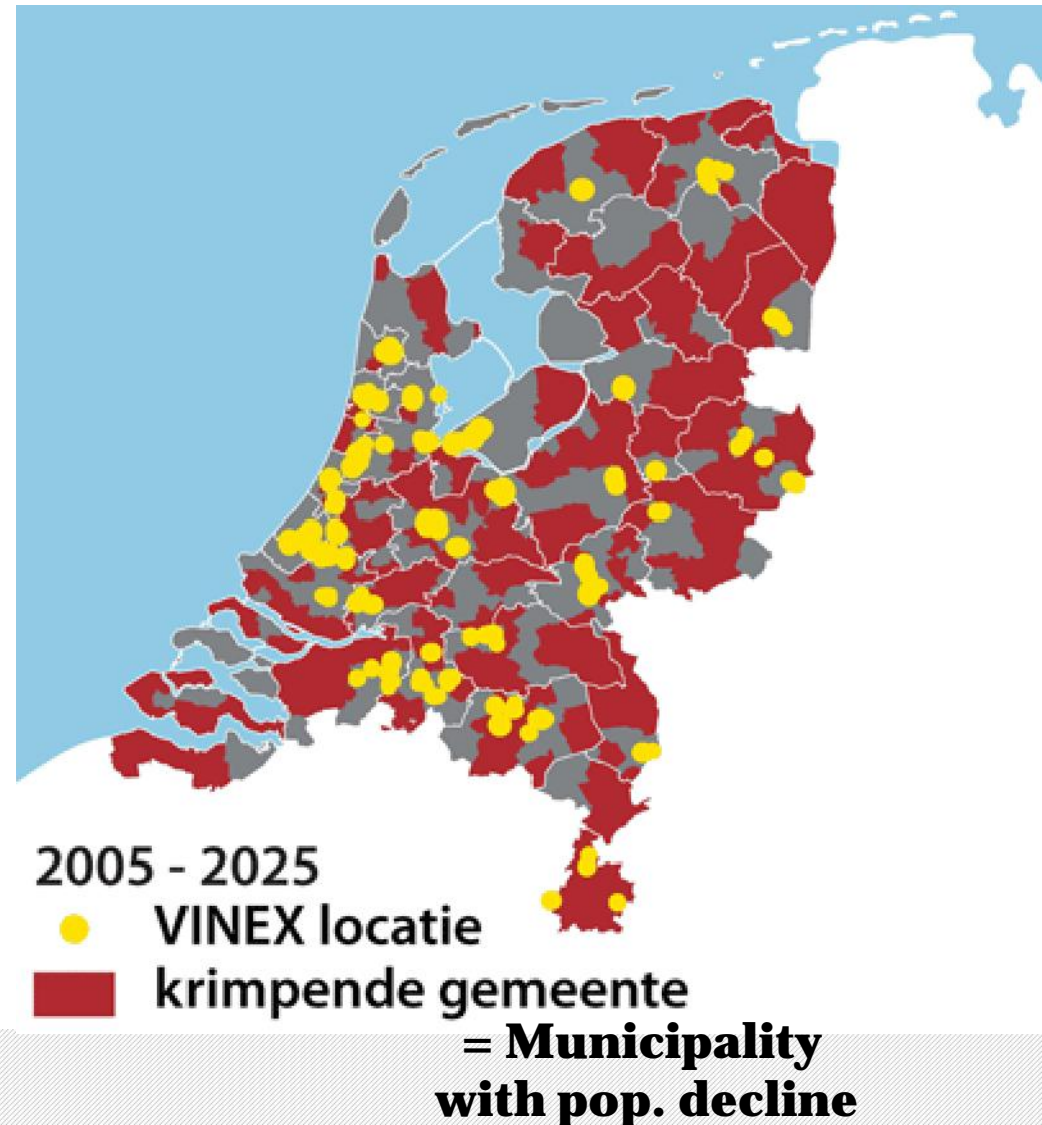 2005 - 2025
VINEX locatie
krimpende gemeente
= Municipality
with pop. decline